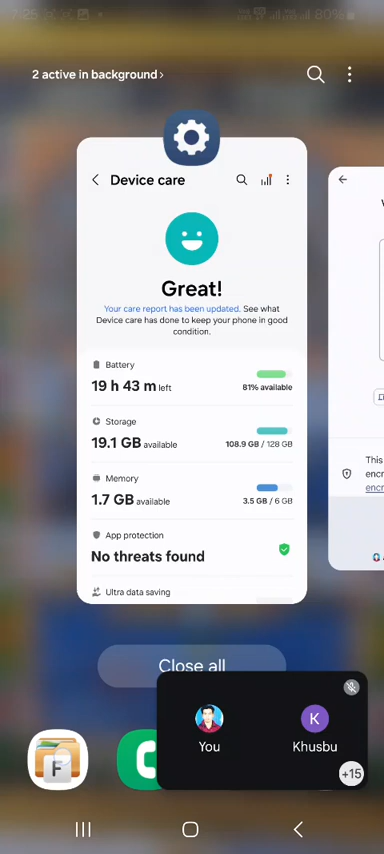 7:25
80%
2 active in background >
Device care
Great!
Your care report has been updated. See what
Device care has done to keep your phone in good
condition.
Battery
19 h 43 m left
81% available
Storage
19.1 GB available
108.9 GB / 128 GB
Memory
1.7 GB available
3.5 GB / 6 GB
App protection
No threats found
Ultra data saving
This
encr
encr
Close all
F
K
You
Khusbu
+15